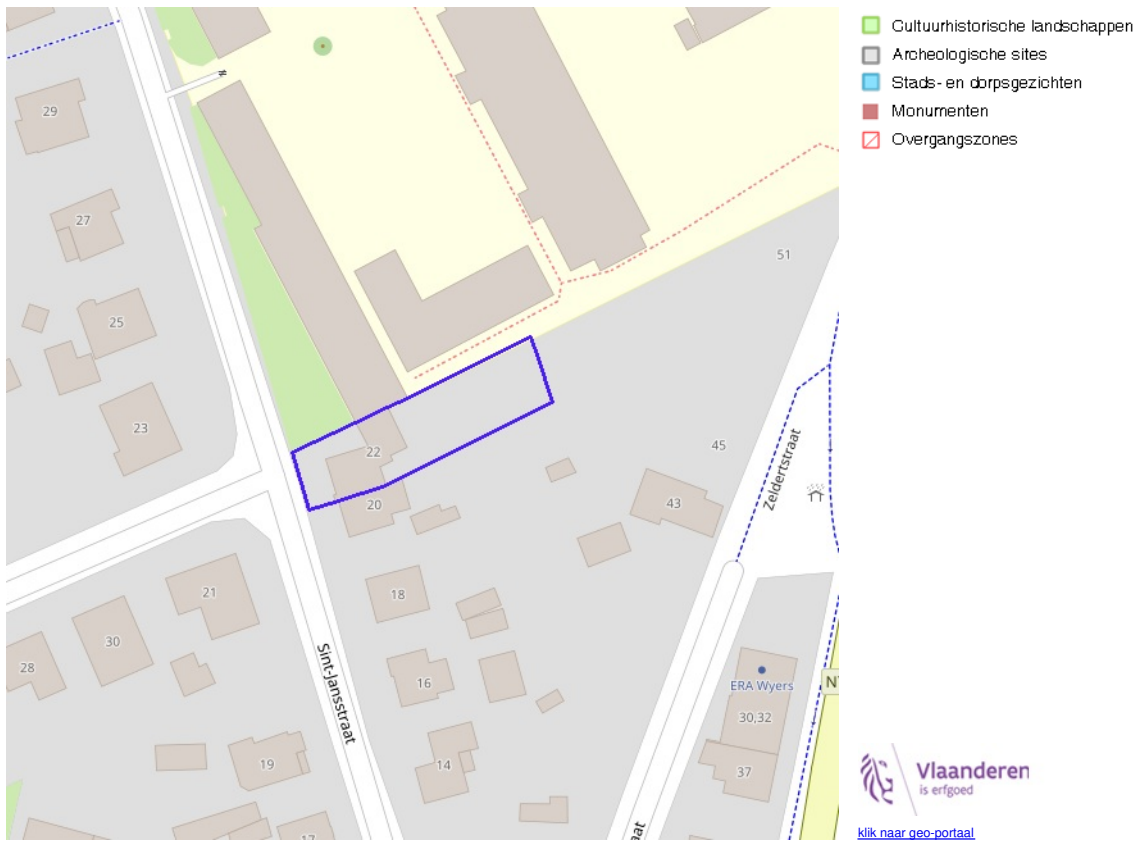 Cultuurhistorische landschappen
Archeologische sites
Stads- en dorpsgezichten
Monumenten
Overgangszones
29
27
25
23
51
45
43
22
20
18
16
14
21
30
28
19
17
37
30,32
ERA Wyers
Sint-Jansstraat
Zeldertstraat
aat
Vlaanderen
is erfgoed
klik naar geo-portaal